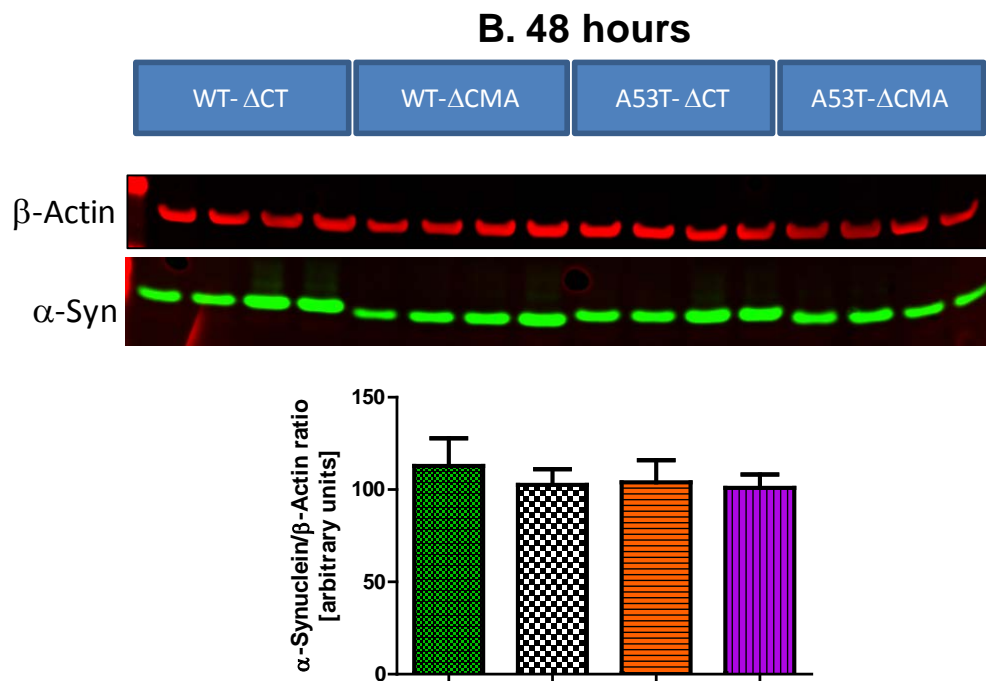 B. 48 hours
WT- ΔCT
WT-ΔCMA
A53T- ΔCT
A53T-ΔCMA
β-Actin
α-Syn
α-Synuclein/β-Actin ratio
[arbitrary units]
150
100
50
0